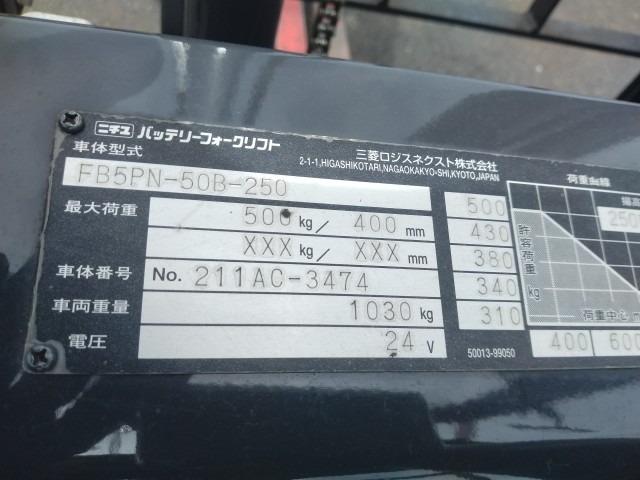 ニチユ バッテリーフォークリフト
三菱ロジスネクスト株式会社
2-1-1,HIGASHIKOTARI,NAGAOKAKYO-SHI,KYOTO,JAPAN
車体型式
FB5PN-50B-250
最大荷重 500 kg/ 400 mm
XXX kg/ XXX mm
車体番号 No. 211AC-3474
車両重量 1030 kg
電圧 24 V
荷重曲線
500
430
380
340
310
許容荷重 kg
250
荷重中心
400 600
50013-99050